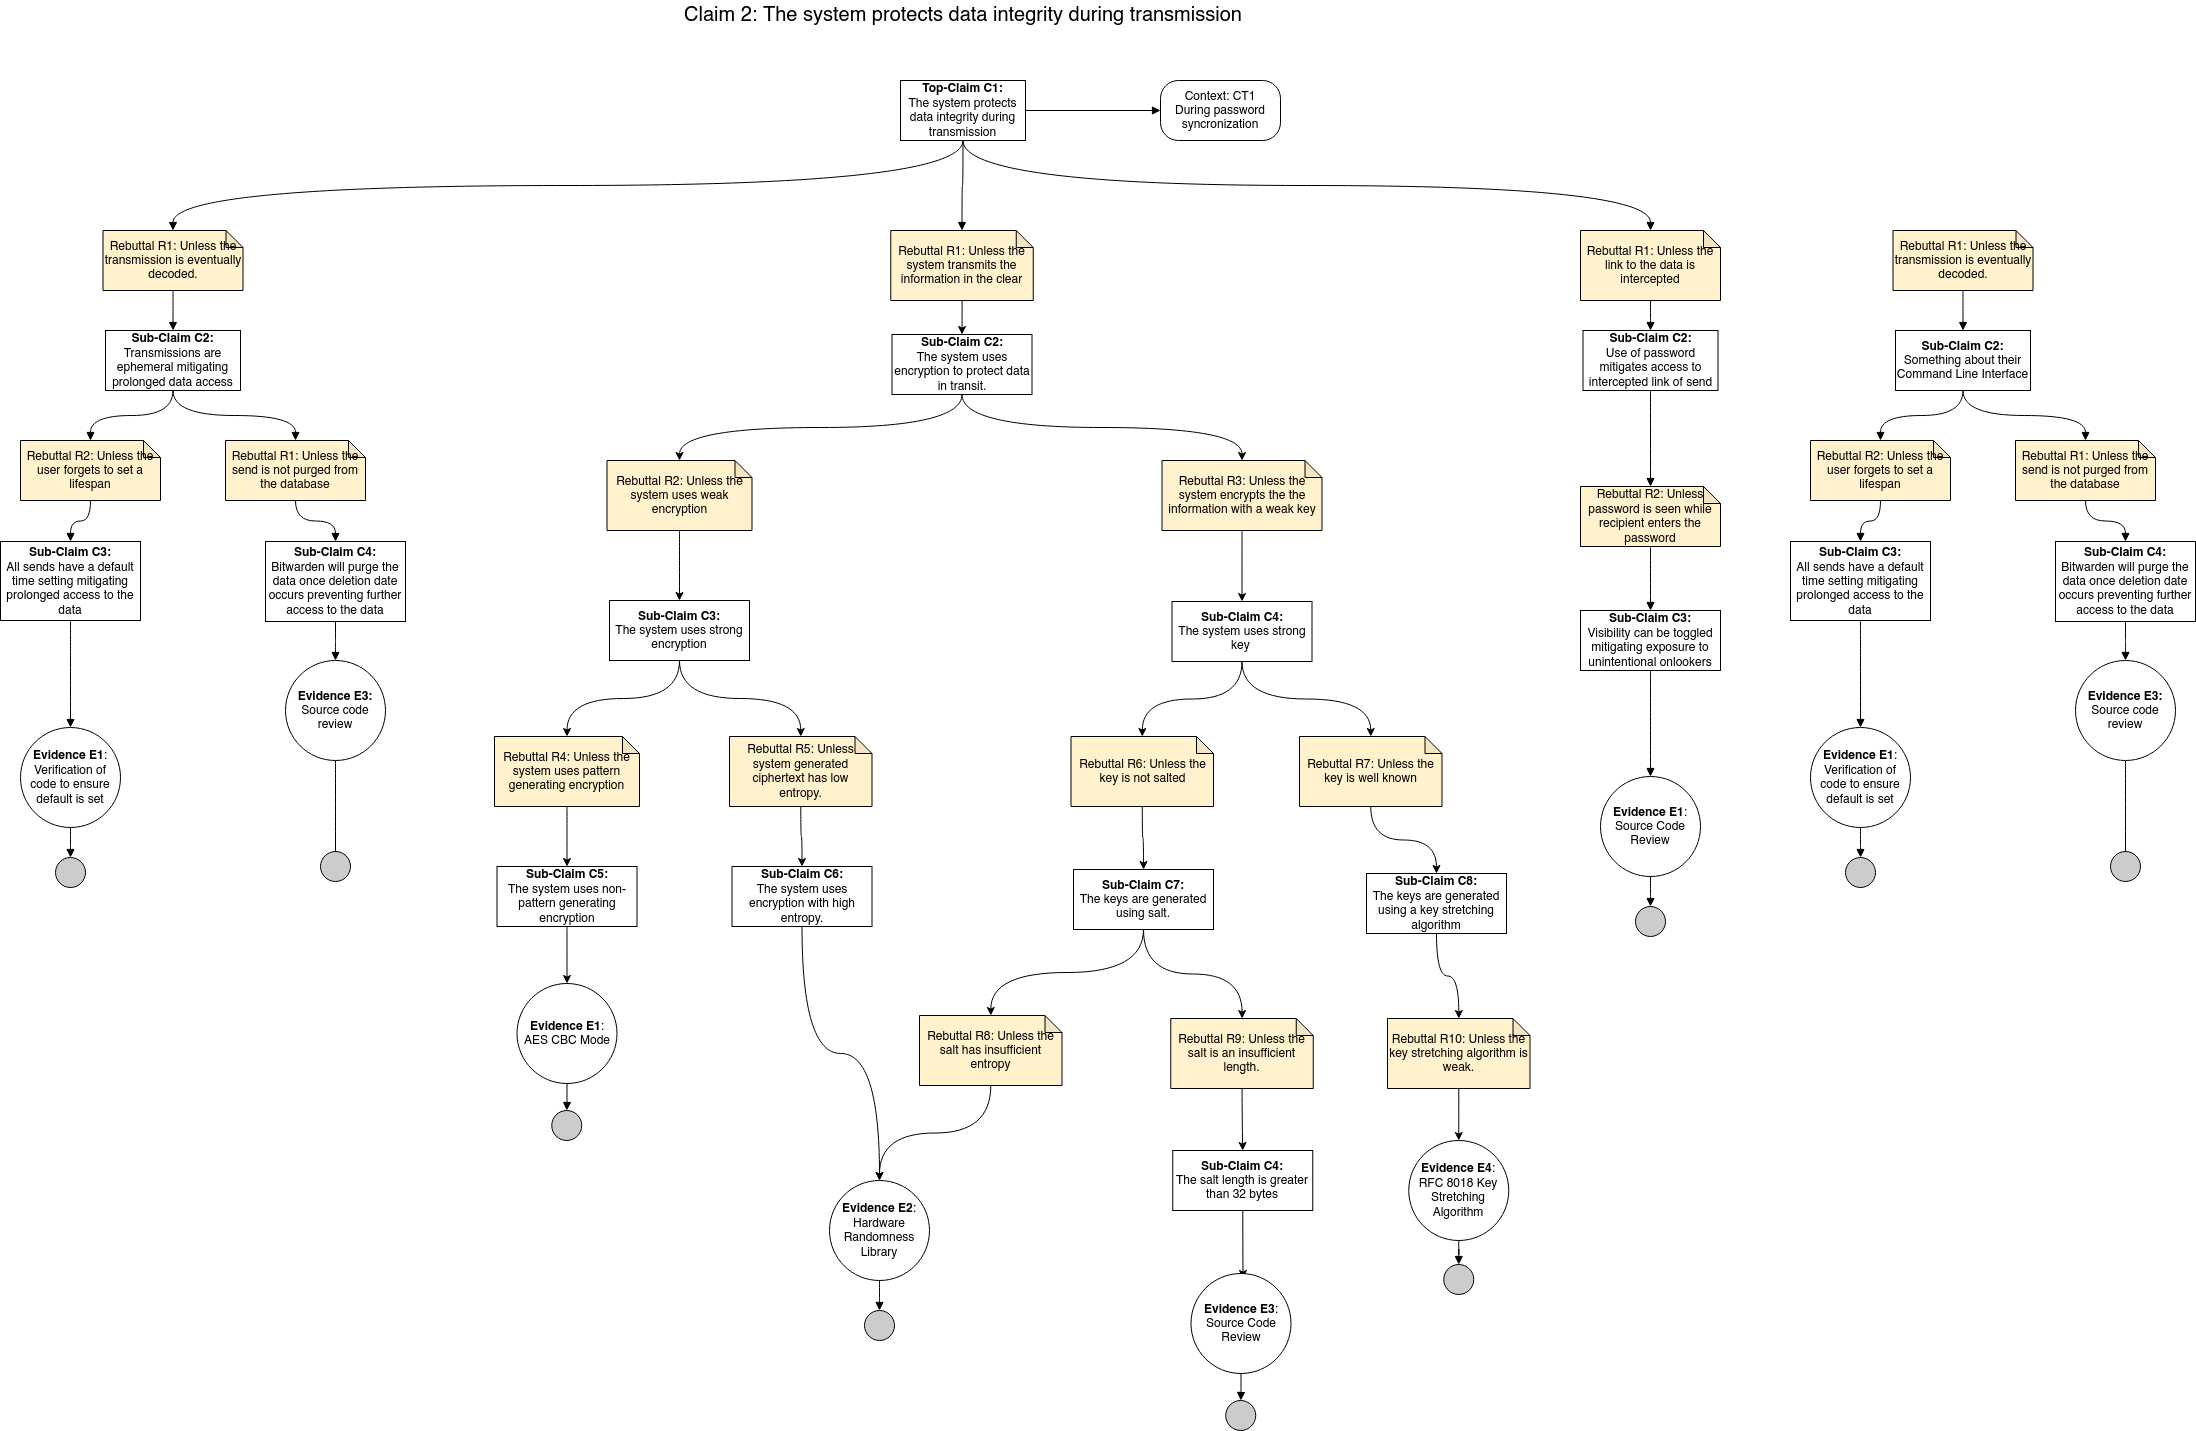 Claim 2: The system protects data integrity during transmission
Top-Claim C1:
The system protects
data integrity during
transmission
Context: CT1
During password
syncronization
Rebuttal R1: Unless the
transmission is eventually
decoded.
Rebuttal R1: Unless the
system transmits the
information in the clear
Rebuttal R1: Unless the
link to the data is
intercepted
Rebuttal R1: Unless the
transmission is eventually
decoded.
Sub-Claim C2:
Transmissions are
ephemeral mitigating
prolonged data access
Sub-Claim C2:
The system uses
encryption to protect data
in transit.
Sub-Claim C2:
Use of password
mitigates access to
intercepted link of send
Sub-Claim C2:
Something about their
Command Line Interface
Rebuttal R2: Unless the
user forgets to set a
lifespan
Rebuttal R1: Unless the
send is not purged from
the database
Rebuttal R2: Unless the
system uses weak
encryption
Rebuttal R3: Unless the
system encrypts the the
information with a weak key
Rebuttal R2: Unless
password is seen while
recipient enters the
password
Rebuttal R2: Unless the
user forgets to set a
lifespan
Rebuttal R1: Unless the
send is not purged from
the database
Sub-Claim C3:
All sends have a default
time setting mitigating
prolonged access to the
data
Sub-Claim C4:
Bitwarden will purge the
data once deletion date
occurs preventing further
access to the data
Sub-Claim C3:
The system uses strong
encryption
Sub-Claim C4:
The system uses strong
key
Sub-Claim C3:
Visibility can be toggled
mitigating exposure to
unintentional onlookers
Sub-Claim C3:
All sends have a default
time setting mitigating
prolonged access to the
data
Sub-Claim C4:
Bitwarden will purge the
data once deletion date
occurs preventing further
access to the data
Evidence E1:
Verification of
code to ensure
default is set
Evidence E3:
Source code
review
Rebuttal R4: Unless the
system uses pattern
generating encryption
Rebuttal R5: Unless
system generated
ciphertext has low
entropy.
Rebuttal R6: Unless the
key is not salted
Rebuttal R7: Unless the
key is well known
Evidence E1:
Source Code
Review
Evidence E1:
Verification of
code to ensure
default is set
Evidence E3:
Source code
review
Sub-Claim C5:
The system uses non-
pattern generating
encryption
Sub-Claim C6:
The system uses
encryption with high
entropy.
Sub-Claim C7:
The keys are generated
using salt.
Sub-Claim C8:
The keys are generated
using a key stretching
algorithm
Evidence E1:
AES CBC Mode
Rebuttal R8: Unless the
salt has insufficient
entropy
Rebuttal R9: Unless the
salt is an insufficient
length.
Rebuttal R10: Unless the
key stretching algorithm is
weak.
Evidence E2:
Hardware
Randomness
Library
Sub-Claim C4:
The salt length is greater
than 32 bytes
Evidence E4:
RFC 8018 Key
Stretching
Algorithm
Evidence E3:
Source Code
Review